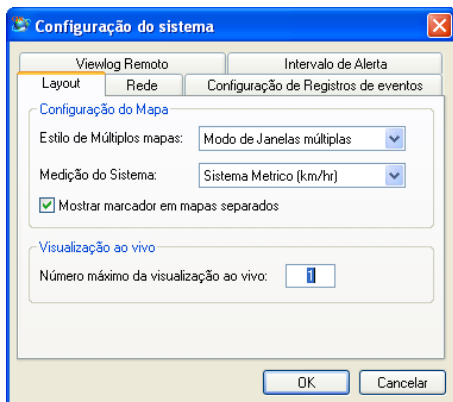 Configuração do sistema
Viewlog Remoto Intervalo de Alerta
Layout Rede Configuração de Registros de eventos
Configuração do Mapa
Estilo de Múltiplos mapas: Modo de Janelas múltiplas
Medição do Sistema: Sistema Metrico (km/hr)
Mostrar marcador em mapas separados
Visualização ao vivo
Número máximo da visualização ao vivo: 1
OK Cancelar